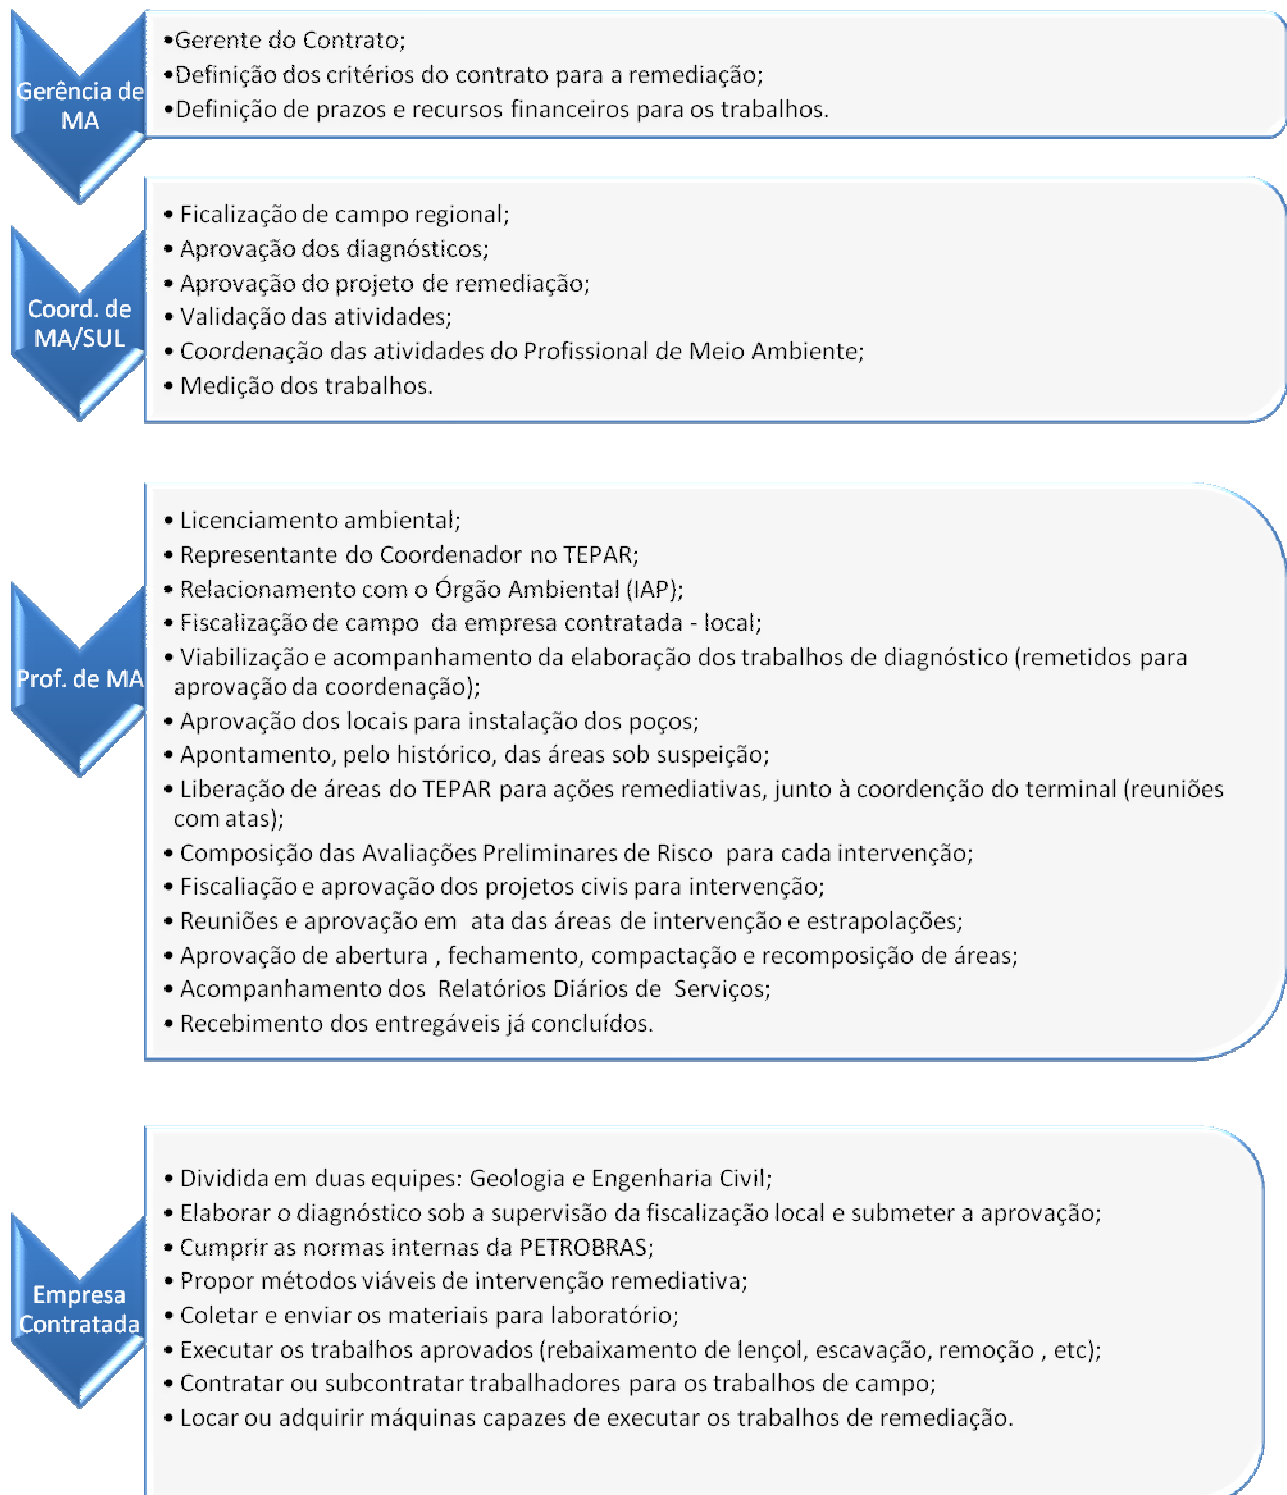 Gerência de
MA
•Gerente do Contrato;
•Definição dos critérios do contrato para a remediação;
•Definição de prazos e recursos financeiros para os trabalhos.
Coord. de
MA/SUL
• Ficalização de campo regional;
• Aprovação dos diagnósticos;
• Aprovação do projeto de remediação;
• Validação das atividades;
• Coordenação das atividades do Profissional de Meio Ambiente;
• Medição dos trabalhos.
Prof. de MA
• Licenciamento ambiental;
• Representante do Coordenador no TEPAR;
• Relacionamento com o Órgão Ambiental (IAP);
• Fiscalização de campo da empresa contratada - local;
• Viabilização e acompanhamento da elaboração dos trabalhos de diagnóstico (remetidos para
aprovação da coordenação);
• Aprovação dos locais para instalação dos poços;
• Apontamento, pelo histórico, das áreas sob suspeição;
• Liberação de áreas do TEPAR para ações remediativas, junto à coordenção do terminal (reuniões
com atas);
• Composição das Avaliações Preliminares de Risco para cada intervenção;
• Fiscaliação e aprovação dos projetos civis para intervenção;
• Reuniões e aprovação em ata das áreas de intervenção e estrapolações;
• Aprovação de abertura , fechamento, compactação e recomposição de áreas;
• Acompanhamento dos Relatórios Diários de Serviços;
• Recebimento dos entregáveis já concluídos.
Empresa
Contratada
• Dividida em duas equipes: Geologia e Engenharia Civil;
• Elaborar o diagnóstico sob a supervisão da fiscalização local e submeter a aprovação;
• Cumprir as normas internas da PETROBRAS;
• Propor métodos viáveis de intervenção remediativa;
• Coletar e enviar os materiais para laboratório;
• Executar os trabalhos aprovados (rebaixamento de lençol, escavação, remoção , etc);
• Contratar ou subcontratar trabalhadores para os trabalhos de campo;
• Locar ou adquirir máquinas capazes de executar os trabalhos de remediação.